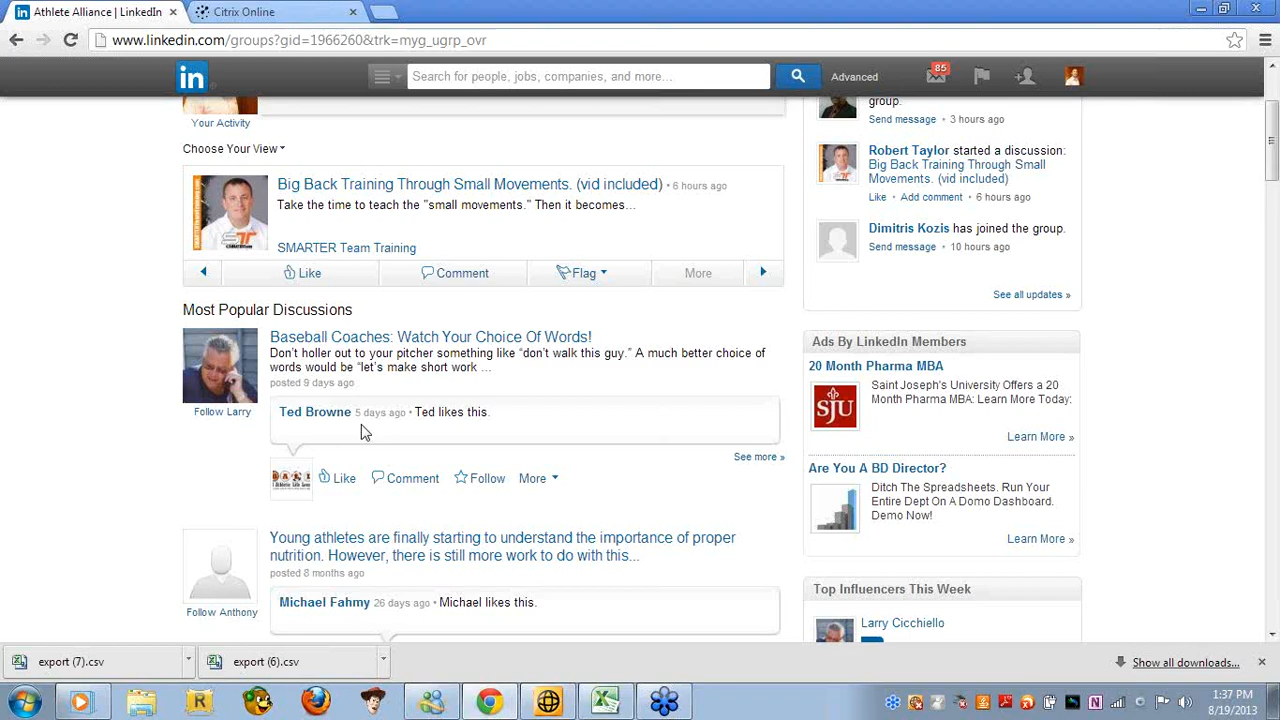 Athlete Alliance | LinkedIn
Citrix Online
www.linkedin.com/groups?gid=1966260&trk=myg_ugrp_ovr
in
Search for people, jobs, companies, and more...
Advanced
85
Your Activity
Choose Your View
Big Back Training Through Small Movements. (vid included) • 6 hours ago
Take the time to teach the "small movements." Then it becomes...
SMARTER Team Training
Like
Comment
Flag
More
Most Popular Discussions
Baseball Coaches: Watch Your Choice Of Words!
Don't holler out to your pitcher something like “don't walk this guy.” A much better choice of
words would be “let's make short work ...
posted 9 days ago
Follow Larry
Ted Browne 5 days ago • Ted likes this.
See more »
Like
Comment
Follow
More
Young athletes are finally starting to understand the importance of proper
nutrition. However, there is still more work to do with this...
posted 8 months ago
Follow Anthony
Michael Fahmy 26 days ago • Michael likes this.
group.
Send message • 3 hours ago
Robert Taylor started a discussion:
Big Back Training Through Small
Movements. (vid included)
Like • Add comment • 6 hours ago
Dimitris Kozis has joined the group.
Send message • 10 hours ago
See all updates »
Ads By LinkedIn Members
20 Month Pharma MBA
Saint Joseph's University Offers a 20
Month Pharma MBA: Learn More Today:
SJU
Learn More »
Are You A BD Director?
Ditch The Spreadsheets. Run Your
Entire Dept On A Domo Dashboard.
Demo Now!
Learn More »
Top Influencers This Week
Larry Cicchiello
export (7).csv
export (6).csv
Show all downloads...
1:37 PM
8/19/2013